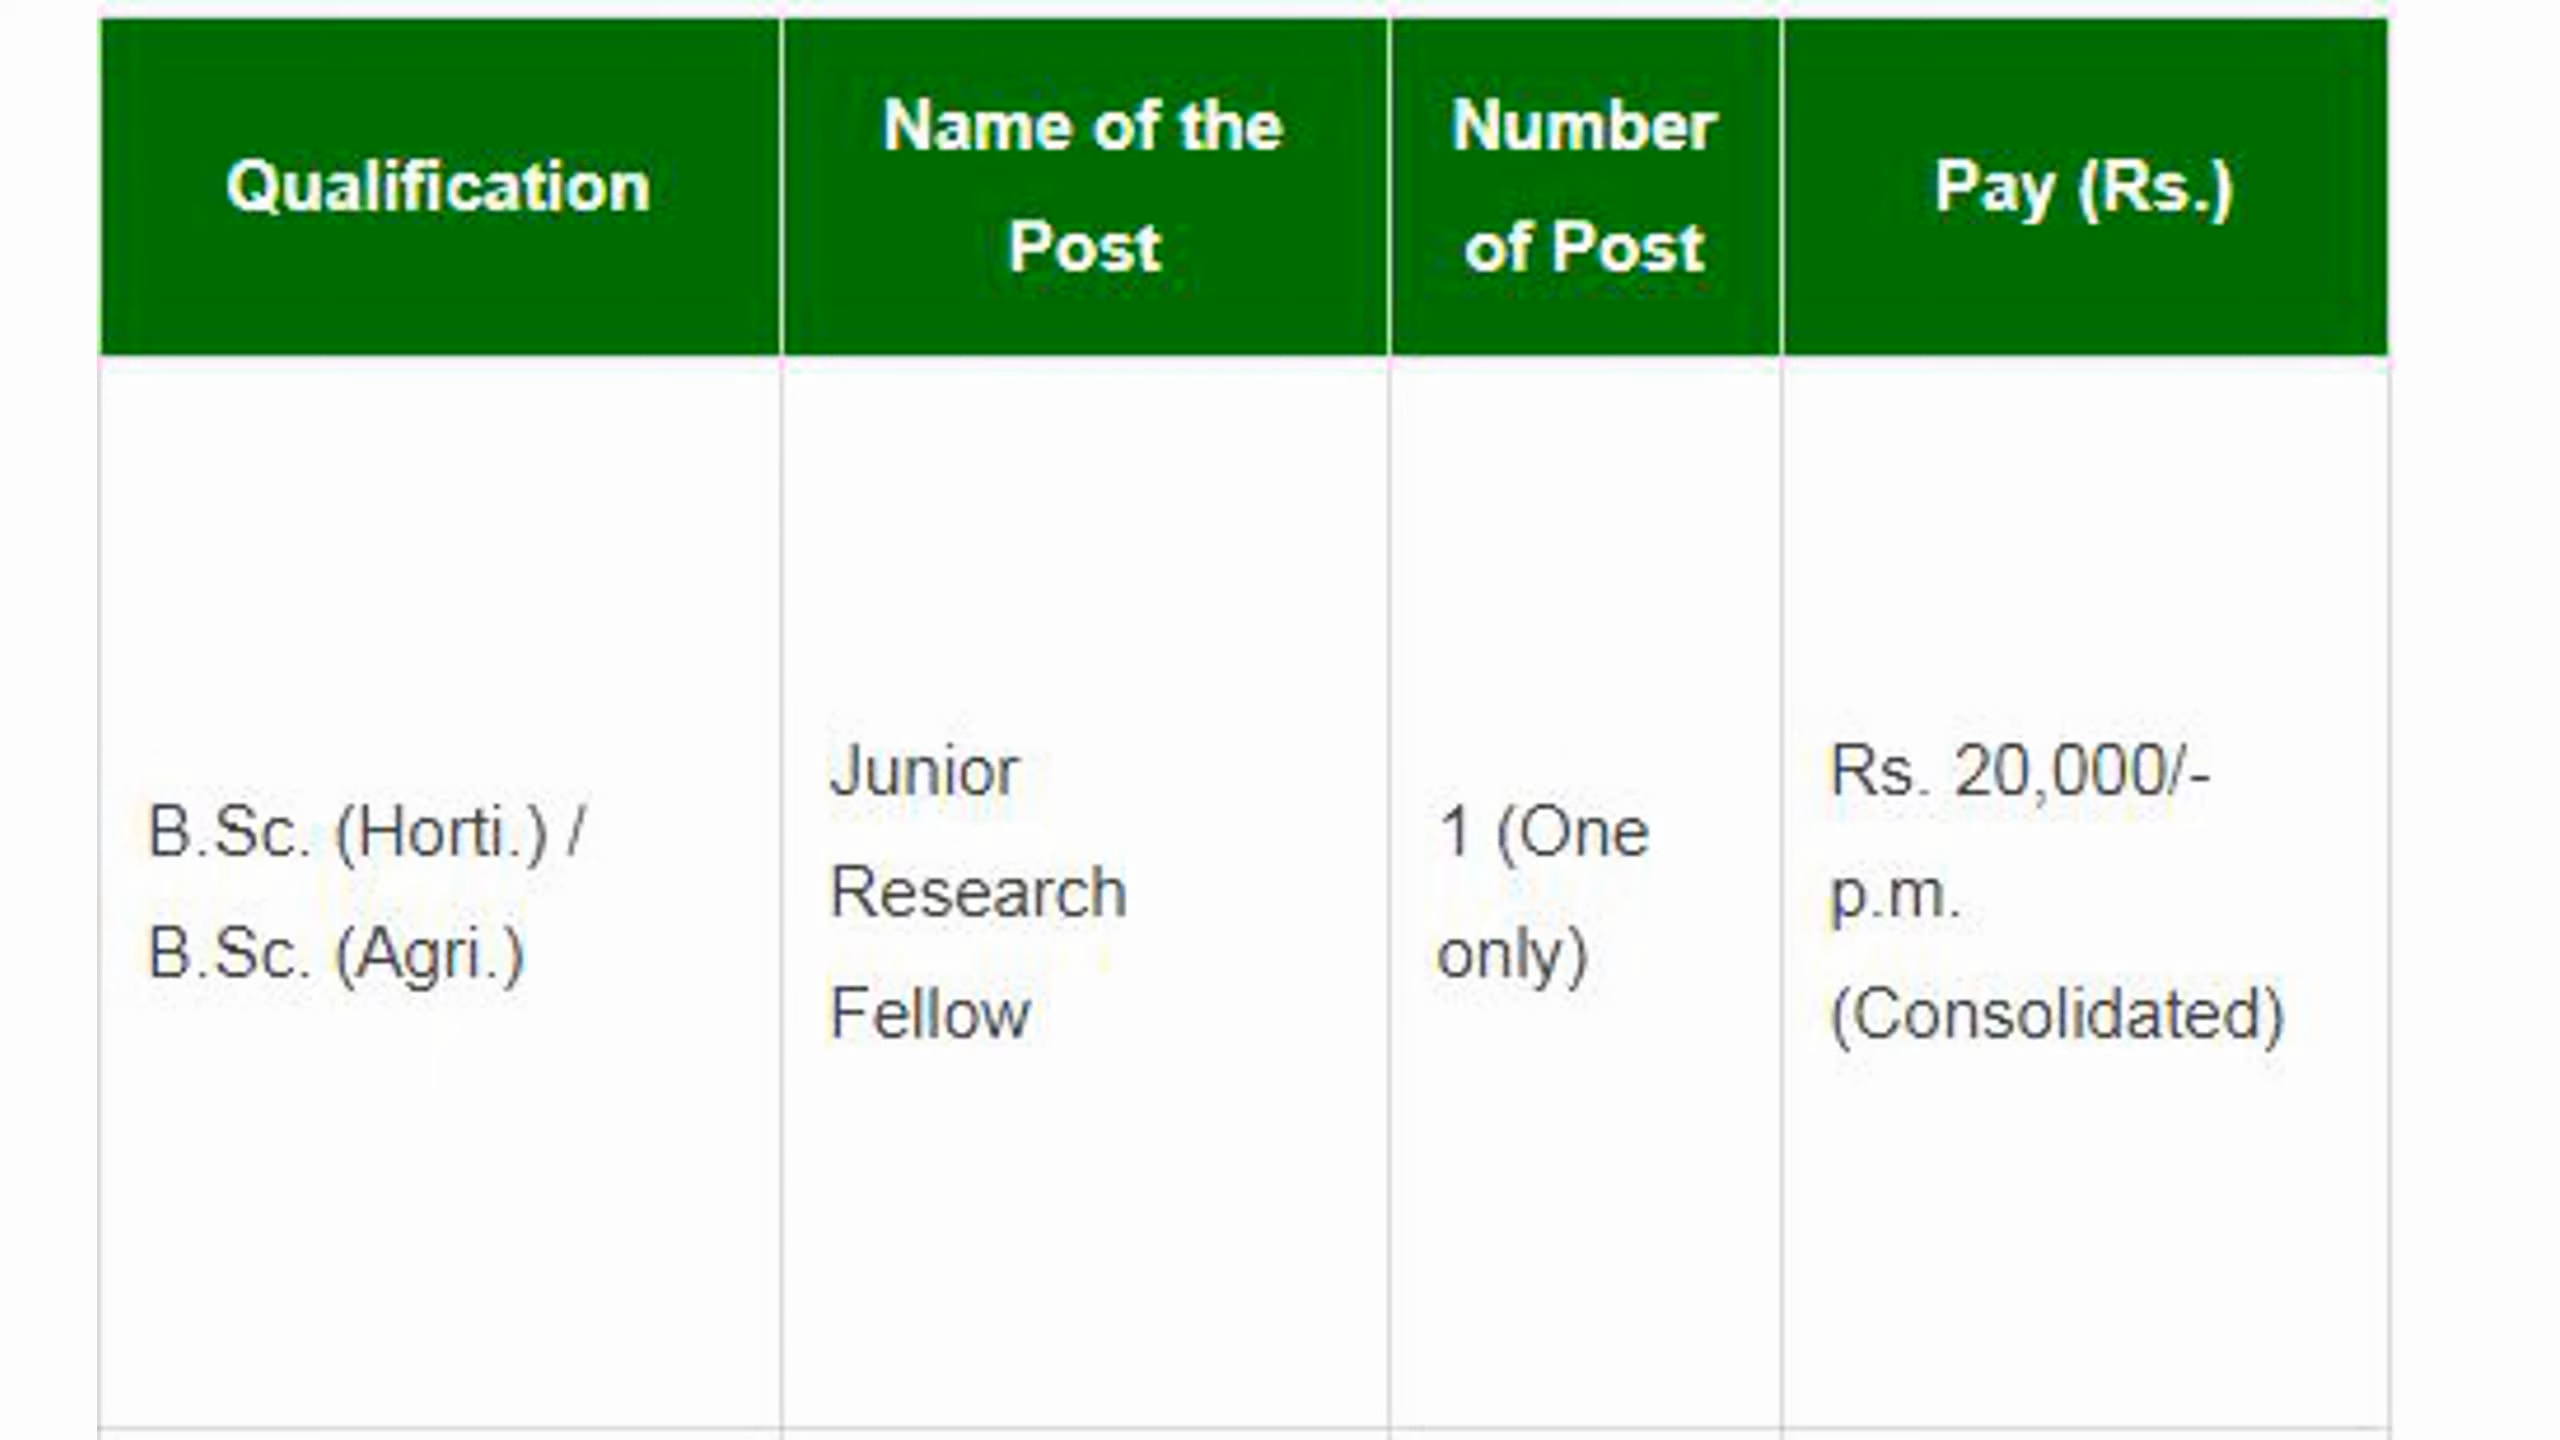 Qualification
Name of the
Post
Number
of Post
Pay (Rs.)
B.Sc. (Horti.) /
B.Sc. (Agri.)
Junior
Research
Fellow
1 (One
only)
Rs. 20,000/-
p.m.
(Consolidated)